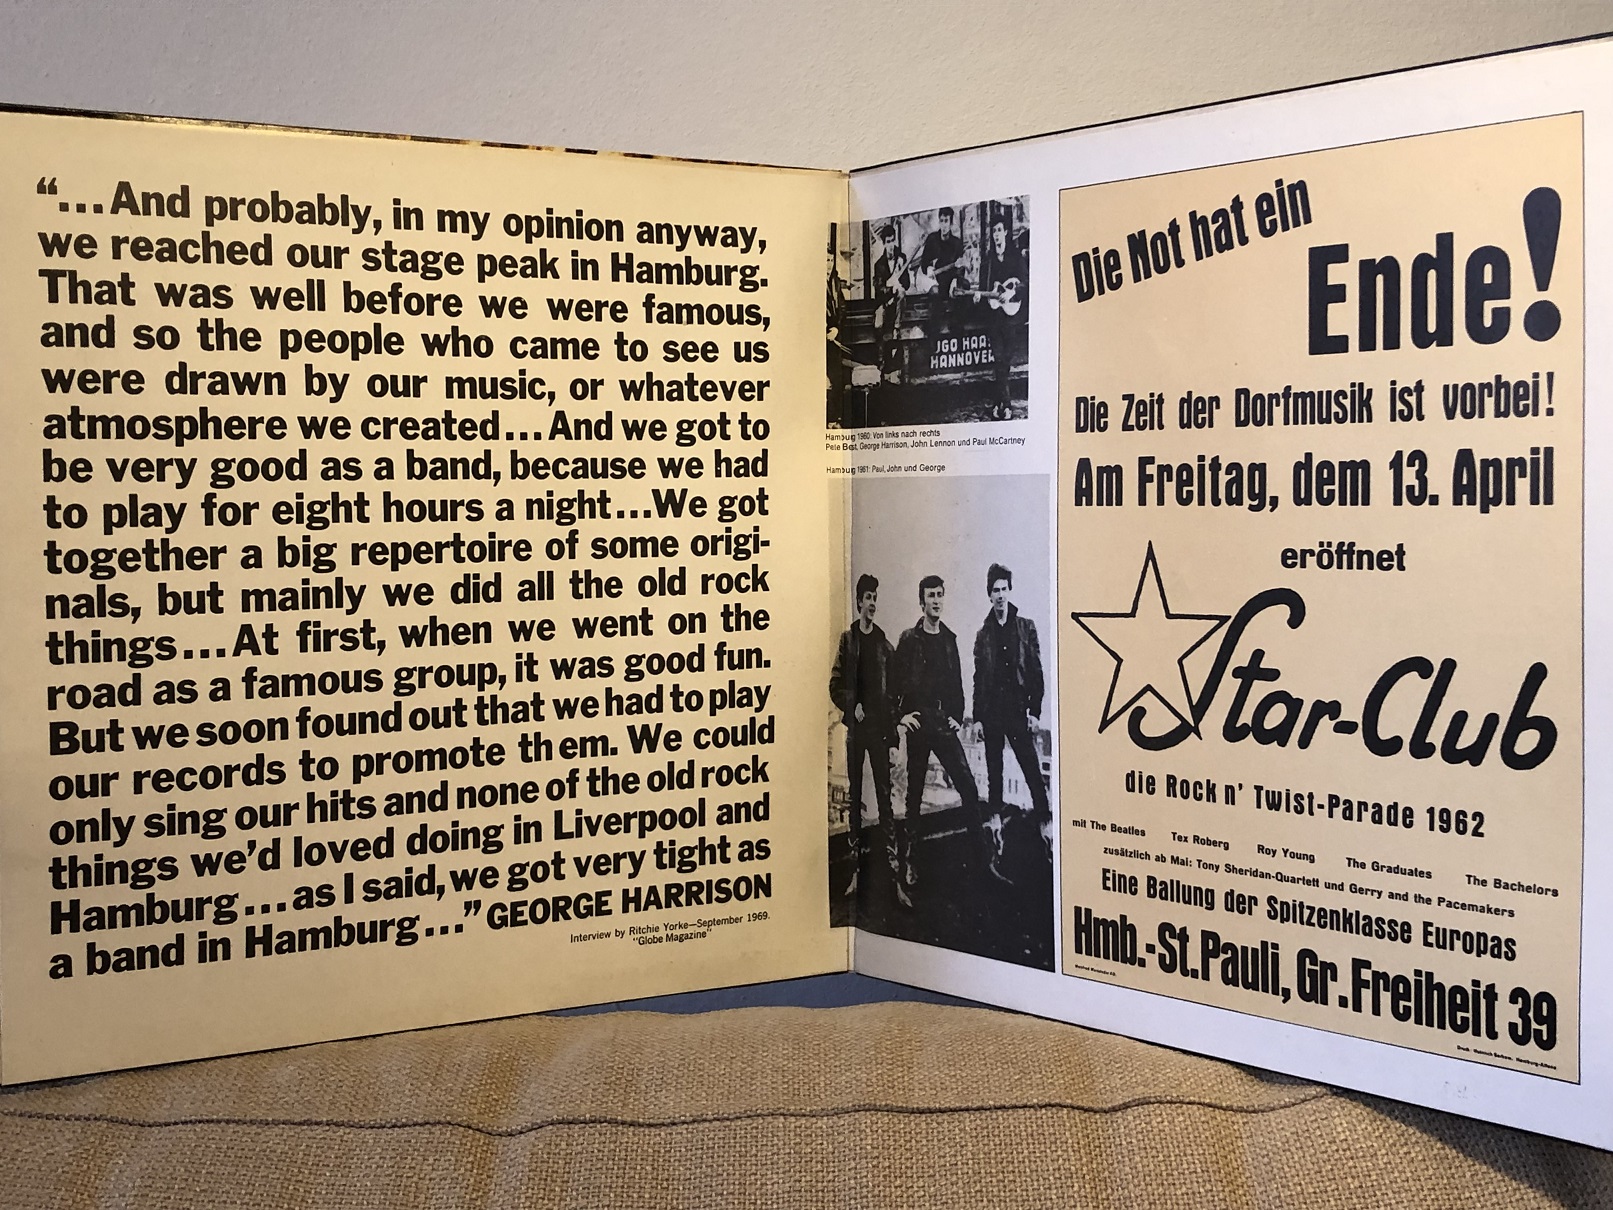 “...And probably, in my opinion anyway,
we reached our stage peak in Hamburg.
That was well before we were famous,
and so the people who came to see us
were drawn by our music, or whatever
atmosphere we created...And we got to
be very good as a band, because we had
to play for eight hours a night...We got
together a big repertoire of some origi-
nals, but mainly we did all the old rock
things...At first, when we went on the
road as a famous group, it was good fun.
But we soon found out that we had to play
our records to promote them. We could
only sing our hits and none of the old rock
things we’d loved doing in Liverpool and
Hamburg...as I said, we got very tight as
a band in Hamburg...” GEORGE HARRISON
Interview by Ritchie Yorke—September 1969.
“Globe Magazine”
HANNOVER
Hamburg 1960: Von links nach rechts
Pete Best, George Harrison, John Lennon und Paul McCartney
Hamburg 1961: Paul, John und George
Die Not hat ein
Ende!
Die Zeit der Dorfmusik ist vorbei!
Am Freitag, dem 13. April
eröffnet
Star-Club
die Rock n’ Twist-Parade 1962
mit The Beatles Tex Roberg Roy Young The Graduates The Bachelors
zusätzlich ab Mai: Tony Sheridan-Quartett und Gerry and the Pacemakers
Eine Ballung der Spitzenklasse Europas
Hmb.-St. Pauli, Gr. Freiheit 39